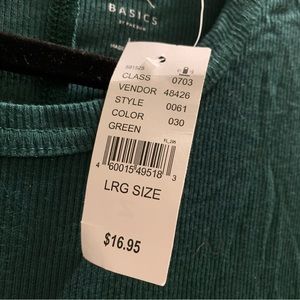 BASICS
CLASS 0703
VENDOR 48426
STYLE 0061
COLOR 030
GREEN
4 60015 49518 3
LRG SIZE
$16.95